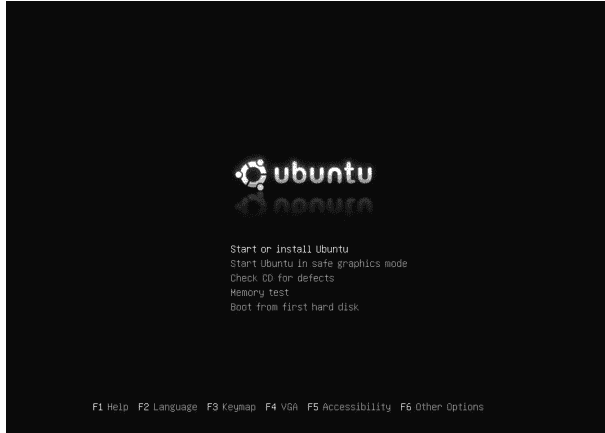 ubuntu
Start or install Ubuntu
Start Ubuntu in safe graphics mode
Check CD for defects
Memory test
Boot from first hard disk
F1 Help F2 Language F3 Keymap F4 VGA F5 Accessibility F6 Other Options